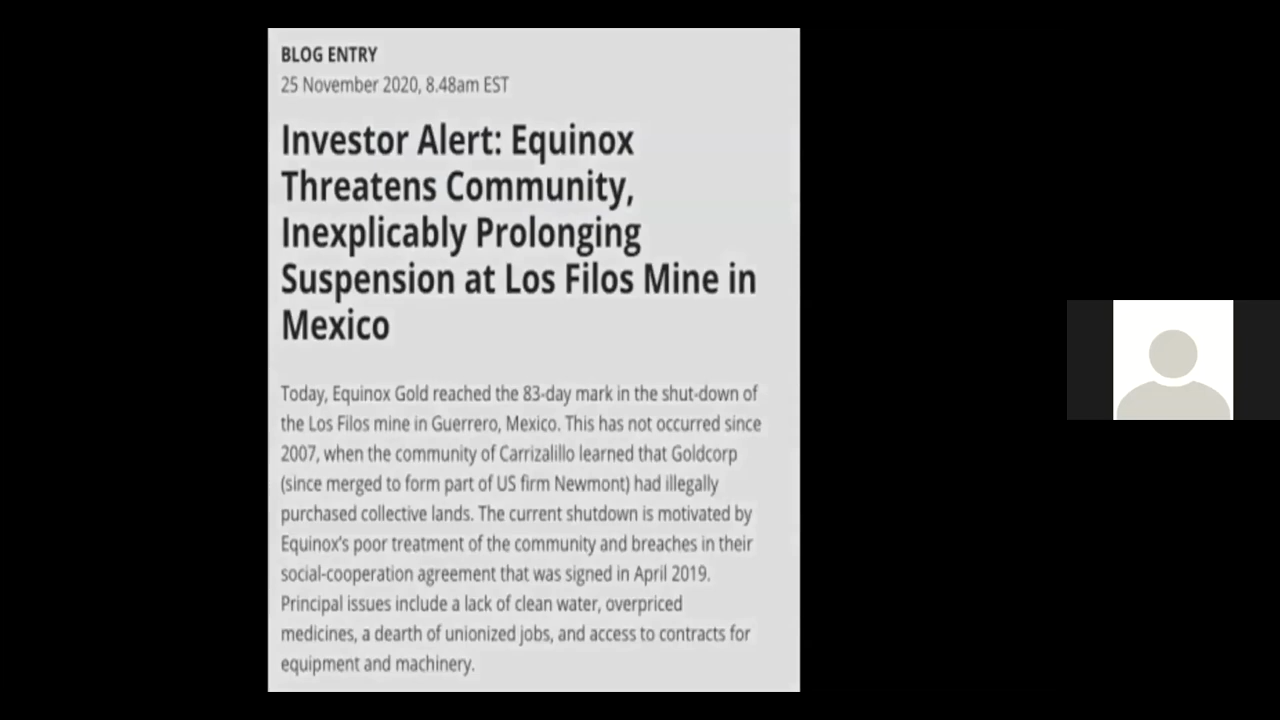 BLOG ENTRY
25 November 2020, 8.48am EST
Investor Alert: Equinox
Threatens Community,
Inexplicably Prolonging
Suspension at Los Filos Mine in
Mexico
Today, Equinox Gold reached the 83-day mark in the shut-down of
the Los Filos mine in Guerrero, Mexico. This has not occurred since
2007, when the community of Carrizalillo learned that Goldcorp
(since merged to form part of US firm Newmont) had illegally
purchased collective lands. The current shutdown is motivated by
Equinox's poor treatment of the community and breaches in their
social-cooperation agreement that was signed in April 2019.
Principal issues include a lack of clean water, overpriced
medicines, a dearth of unionized jobs, and access to contracts for
equipment and machinery.